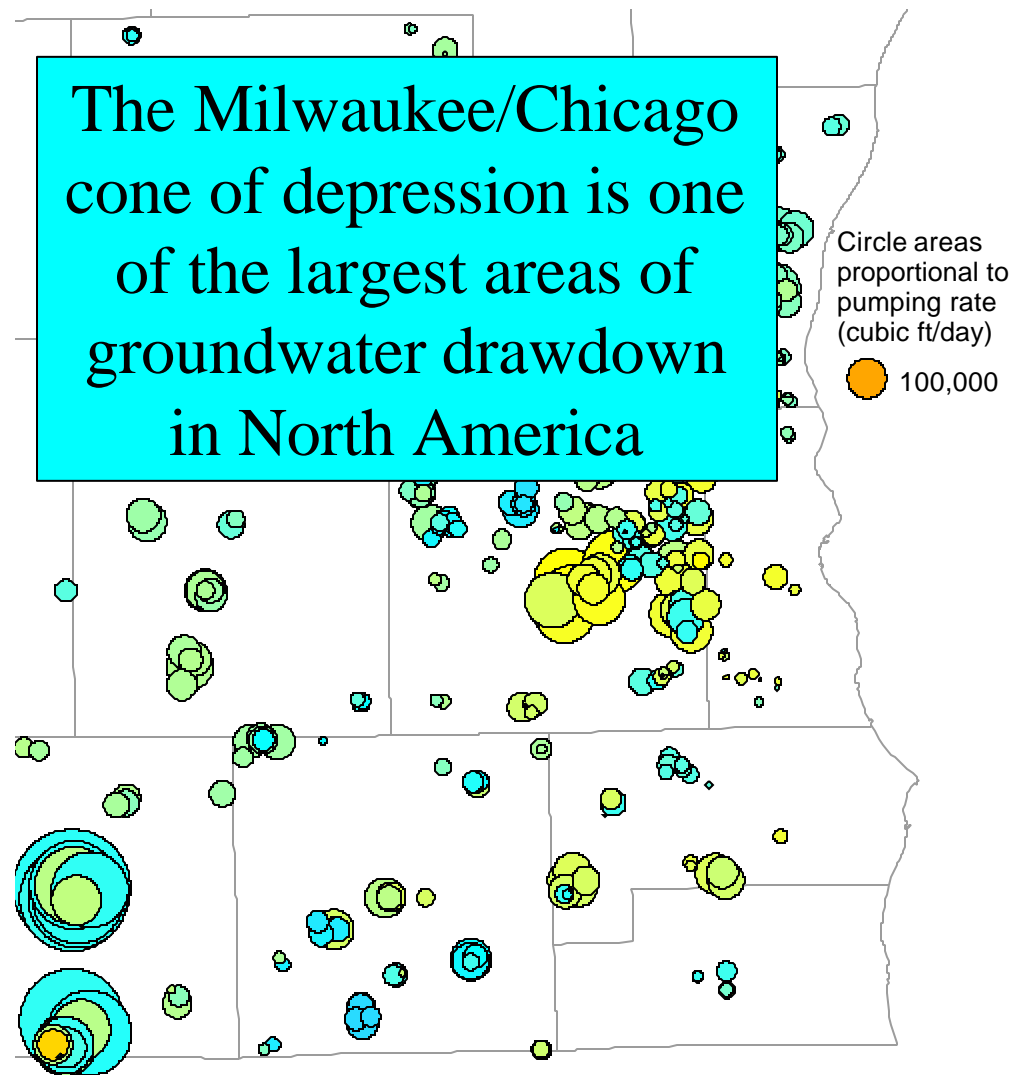 The Milwaukee/Chicago
cone of depression is one
of the largest areas of
groundwater drawdown
in North America
Circle areas
proportional to
pumping rate
(cubic ft/day)
100,000